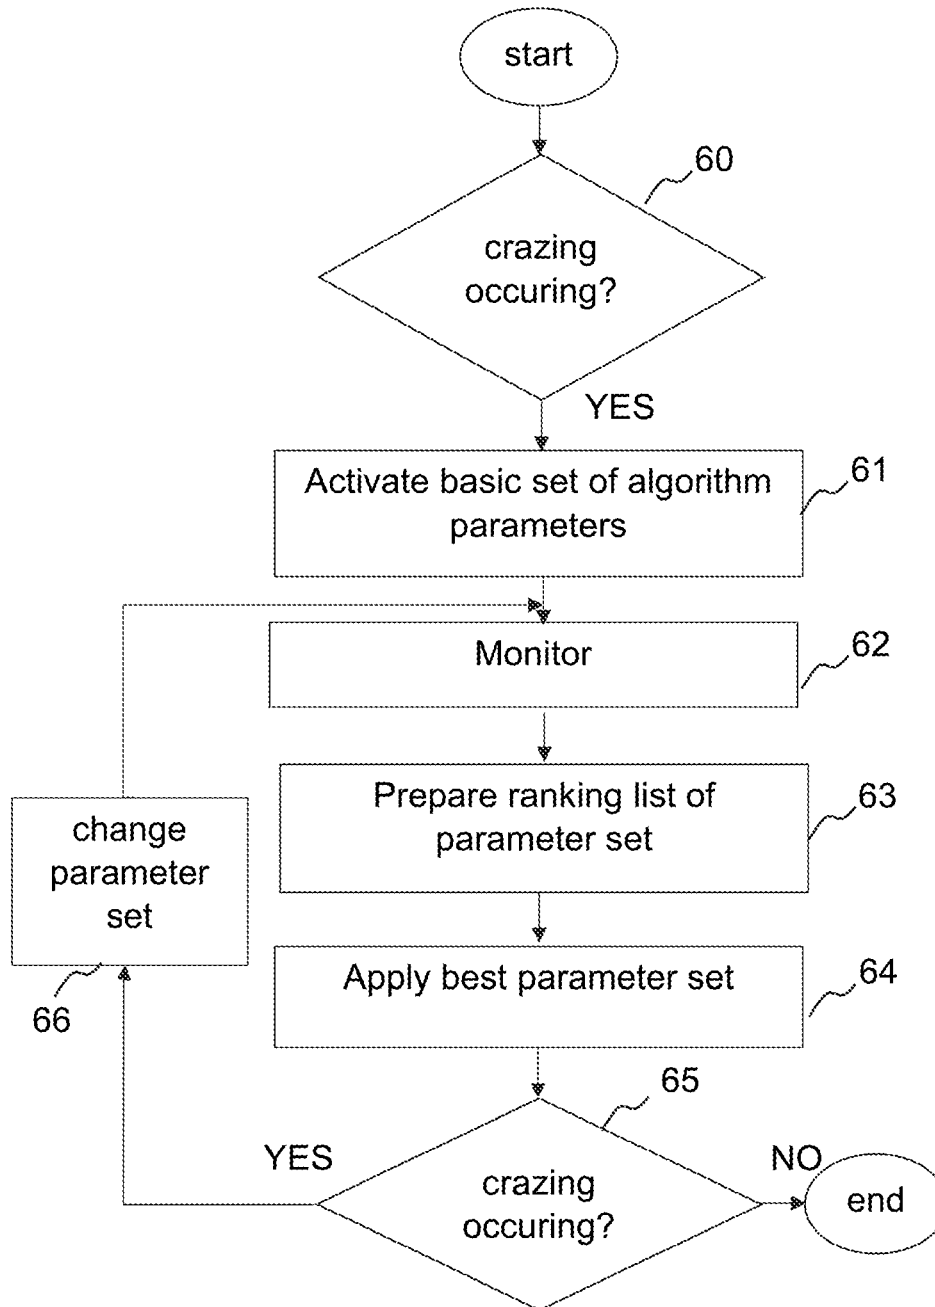 start
60
crazing
occuring?
YES
Activate basic set of algorithm
parameters
61
Monitor
62
Prepare ranking list of
parameter set
63
change
parameter
set
66
Apply best parameter set
64
65
YES
crazing
occuring?
NO
end